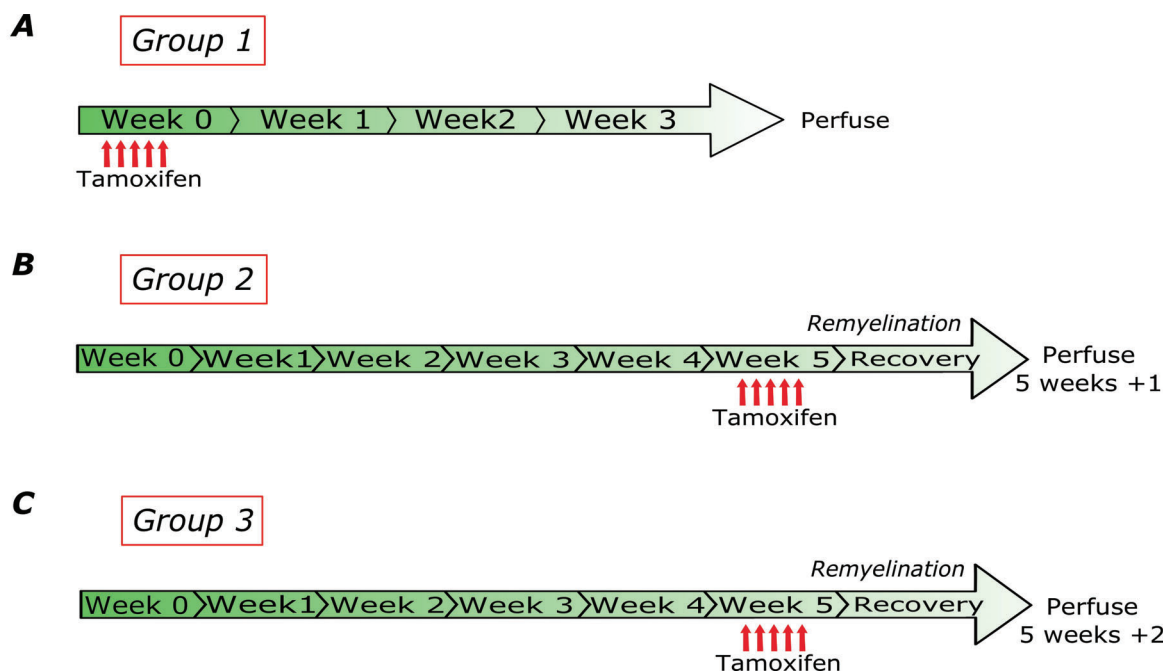 A
Group 1
Week 0 Week 1 Week2 Week 3
Perfuse
Tamoxifen
B
Group 2
Remyelination
Week 0 Week1 Week 2 Week 3 Week 4 Week 5 Recovery
Perfuse
5 weeks +1
Tamoxifen
C
Group 3
Remyelination
Week 0 Week1 Week 2 Week 3 Week 4 Week 5 Recovery
Perfuse
5 weeks +2
Tamoxifen